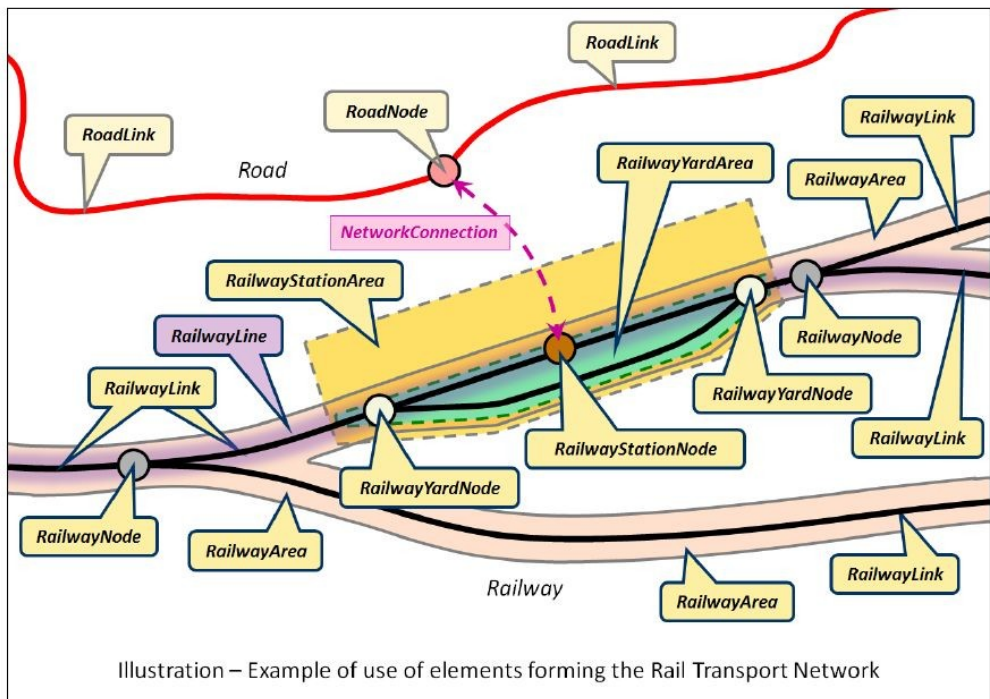 RoadLink
RailwayLink
RoadNode
RoadLink
RailwayYardArea
RailwayArea
Road
NetworkConnection
RailwayStationArea
RailwayLine
RailwayNode
RailwayLink
RailwayYardNode
RailwayLink
RailwayStationNode
RailwayYardNode
RailwayNode
RailwayArea
RailwayLink
Railway
RailwayArea
Illustration – Example of use of elements forming the Rail Transport Network